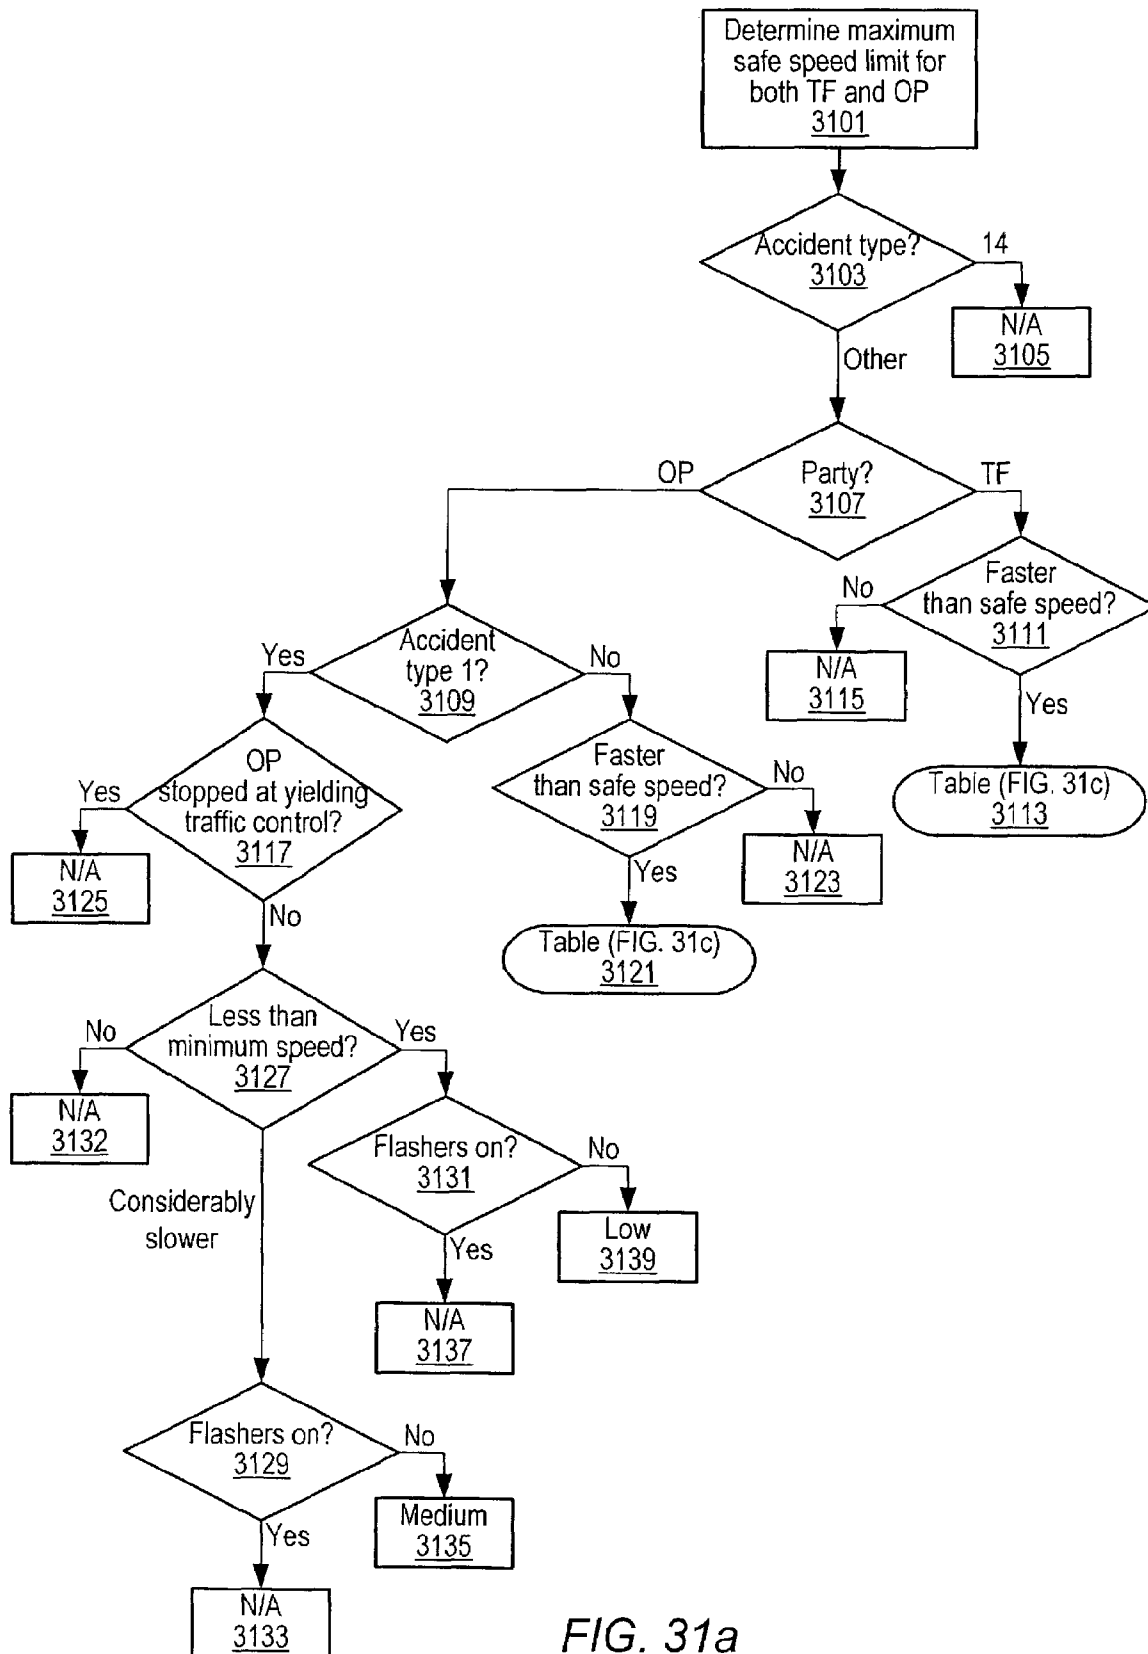 Determine maximum
safe speed limit for
both TF and OP
3101
Accident type?
3103
14
N/A
3105
Other
Party?
3107
OP
TF
Faster
than safe speed?
3111
No
N/A
3115
Yes
Table (FIG. 31c)
3113
Accident
type 1?
3109
Yes
No
OP
stopped at yielding
traffic control?
3117
Yes
N/A
3125
No
Faster
than safe speed?
3119
No
N/A
3123
Yes
Table (FIG. 31c)
3121
Less than
minimum speed?
3127
No
N/A
3132
Yes
Flashers on?
3131
No
Low
3139
Yes
N/A
3137
Considerably
slower
Flashers on?
3129
No
Medium
3135
Yes
N/A
3133
FIG. 31a